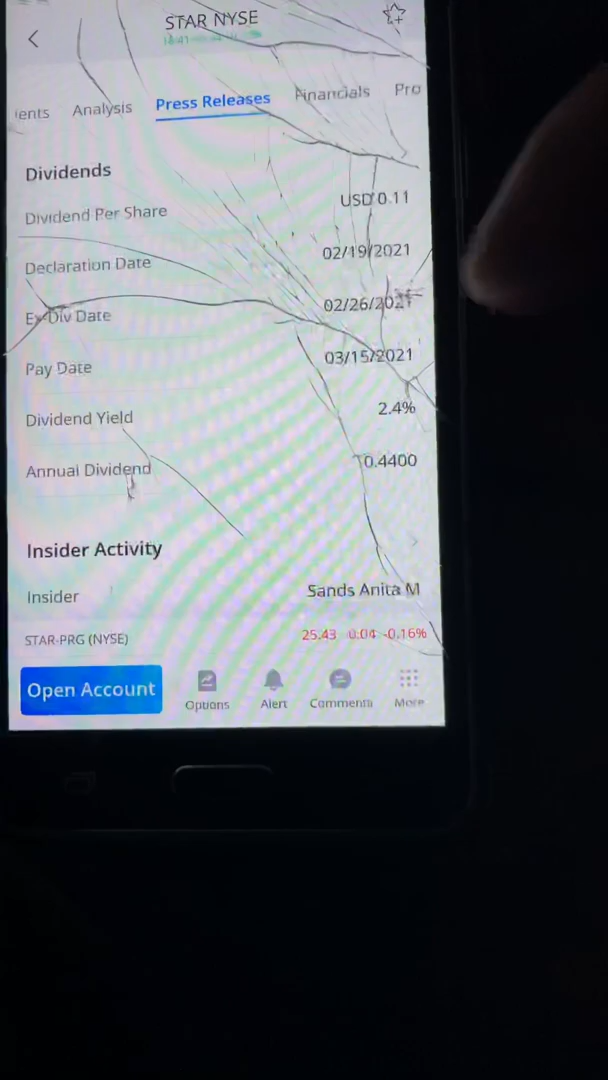 STAR NYSE
Analysis Press Releases Financials Pro
Dividends
Dividend Per Share USD 0.11
Declaration Date 02/19/2021
Ex-Div Date 02/26/2021
Pay Date 03/15/2021
Dividend Yield 2.4%
Annual Dividend 0.4400
Insider Activity
Insider Sands Anita M
STAR-PRG (NYSE) 25.43 0.04 -0.16%
Open Account Options Alert Comments More